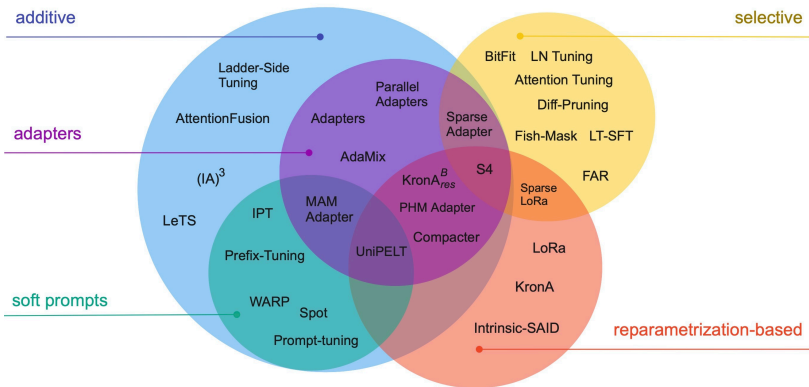 additive
selective
BitFit LN Tuning
Ladder-Side
Tuning
Attention Tuning
Parallel
Adapters
Diff-Pruning
AttentionFusion
Adapters
Sparse
Adapter
adapters
Fish-Mask LT-SFT
AdaMix
(IA)³
KronA^B_res
S4
FAR
MAM
Adapter
Sparse
LoRa
IPT
PHM Adapter
LeTS
Compacter
UniPELT
LoRa
Prefix-Tuning
KronA
soft prompts
WARP
Spot
Intrinsic-SAID
reparametrization-based
Prompt-tuning